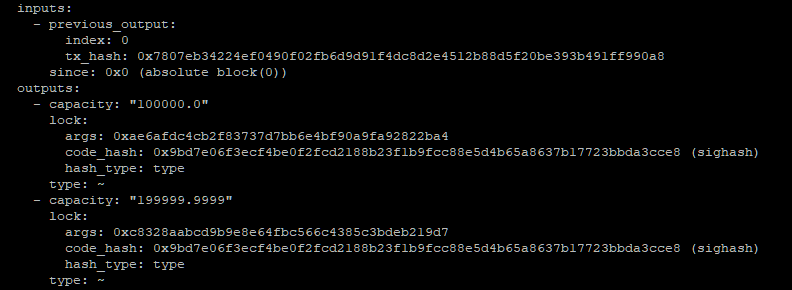 inputs:
- previous_output:
index: 0
tx_hash: 0x7807eb34224ef0490f02fb6d9d91f4dc8d2e4512b88d5f20be393b491ff990a8
since: 0x0 (absolute block(0))
outputs:
- capacity: "100000.0"
lock:
args: 0xae6afdc4cb2f83737d7bb6e4bf90a9fa92822ba4
code_hash: 0x9bd7e06f3ecf4be0f2fcd2188b23f1b9fcc88e5d4b65a8637b17723bbda3cce8 (sighash)
hash_type: type
type: ~
- capacity: "199999.9999"
lock:
args: 0xc8328aabcd9b9e8e64fbc566c4385c3bdeb219d7
code_hash: 0x9bd7e06f3ecf4be0f2fcd2188b23f1b9fcc88e5d4b65a8637b17723bbda3cce8 (sighash)
hash_type: type
type: ~